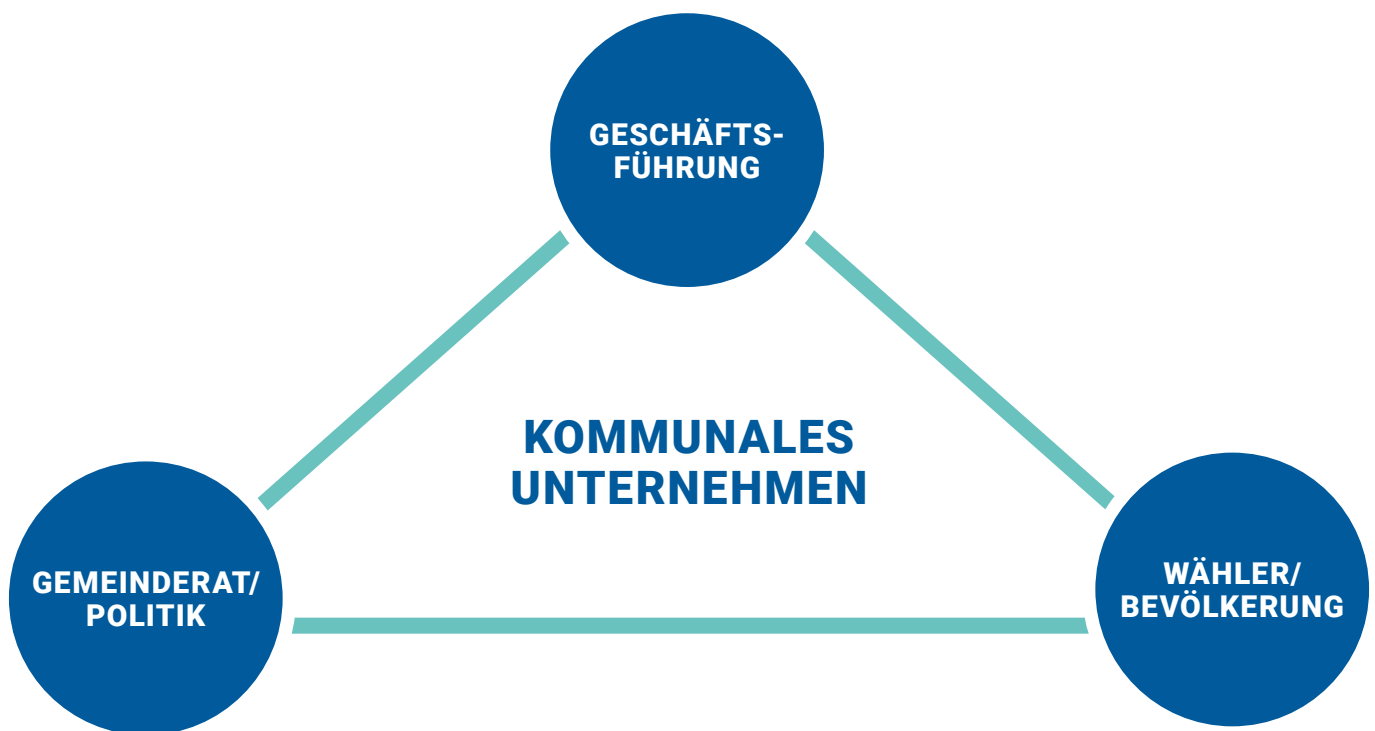 GESCHÄFTS-
FÜHRUNG
KOMMUNALES
UNTERNEHMEN
GEMEINDERAT/
POLITIK
WÄHLER/
BEVÖLKERUNG